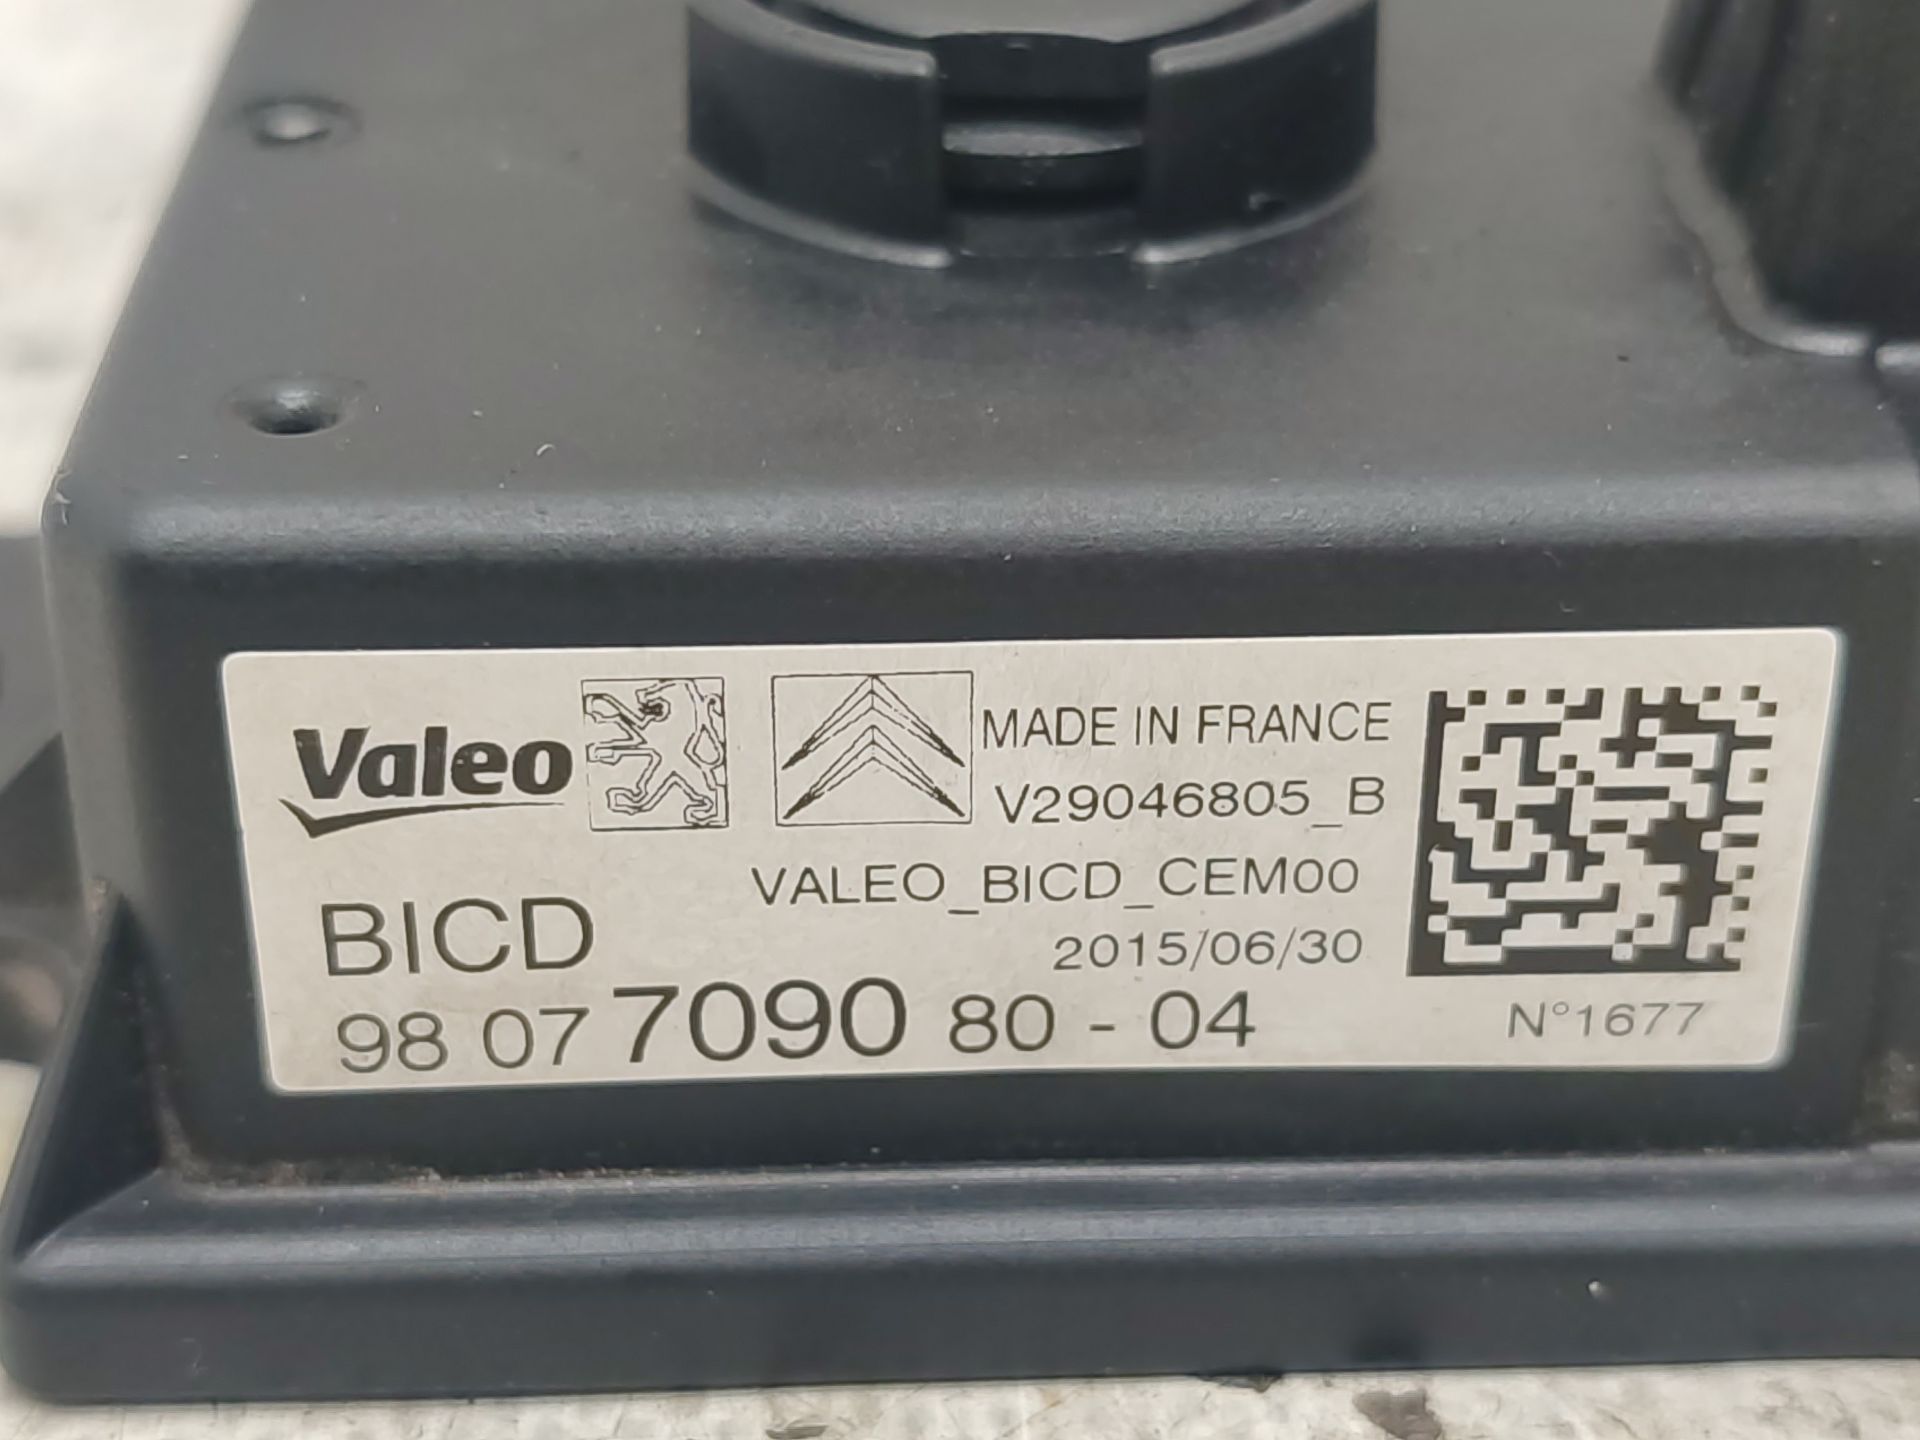 Valeo
MADE IN FRANCE
V29046805_B
VALEO_BICD_CEM00
BICD
2015/06/30
98 07 7090 80 - 04
N°1677